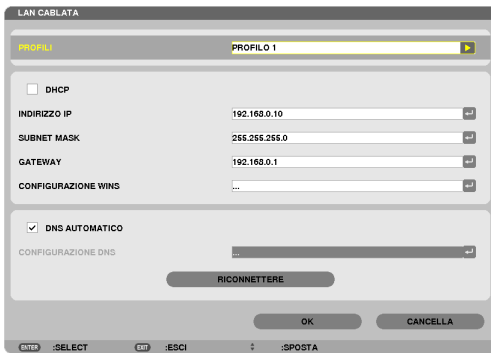 LAN CABLATA
PROFILI PROFILO 1
DHCP
INDIRIZZO IP 192.168.0.10
SUBNET MASK 255.255.255.0
GATEWAY 192.168.0.1
CONFIGURAZIONE WINS ...
DNS AUTOMATICO
CONFIGURAZIONE DNS ...
RICONNETTERE
OK CANCELLA
ENTER :SELECT EXIT :ESCI :SPOSTA